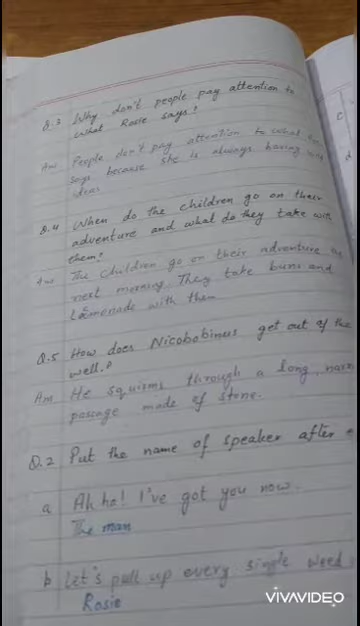 Q.3 Why don't people pay attention to
what Rosie says?
Ans People don't pay attention to what
says because she is always having
ideas
Q.4 When do the children go on their
adventure and what do they take with
them?
Ans The children go on their adventure
next morning. They take buns and
Lemonade with them
Q.5 How does Nicobobinus get out of the
well.?
Ans He squirms through a long,
passage made of stone.
Q.2 Put the name of speaker after
a Ah ha! I've got you now.
The man
b Let's pull up every single weed
Rosie
VIVAVIDEO